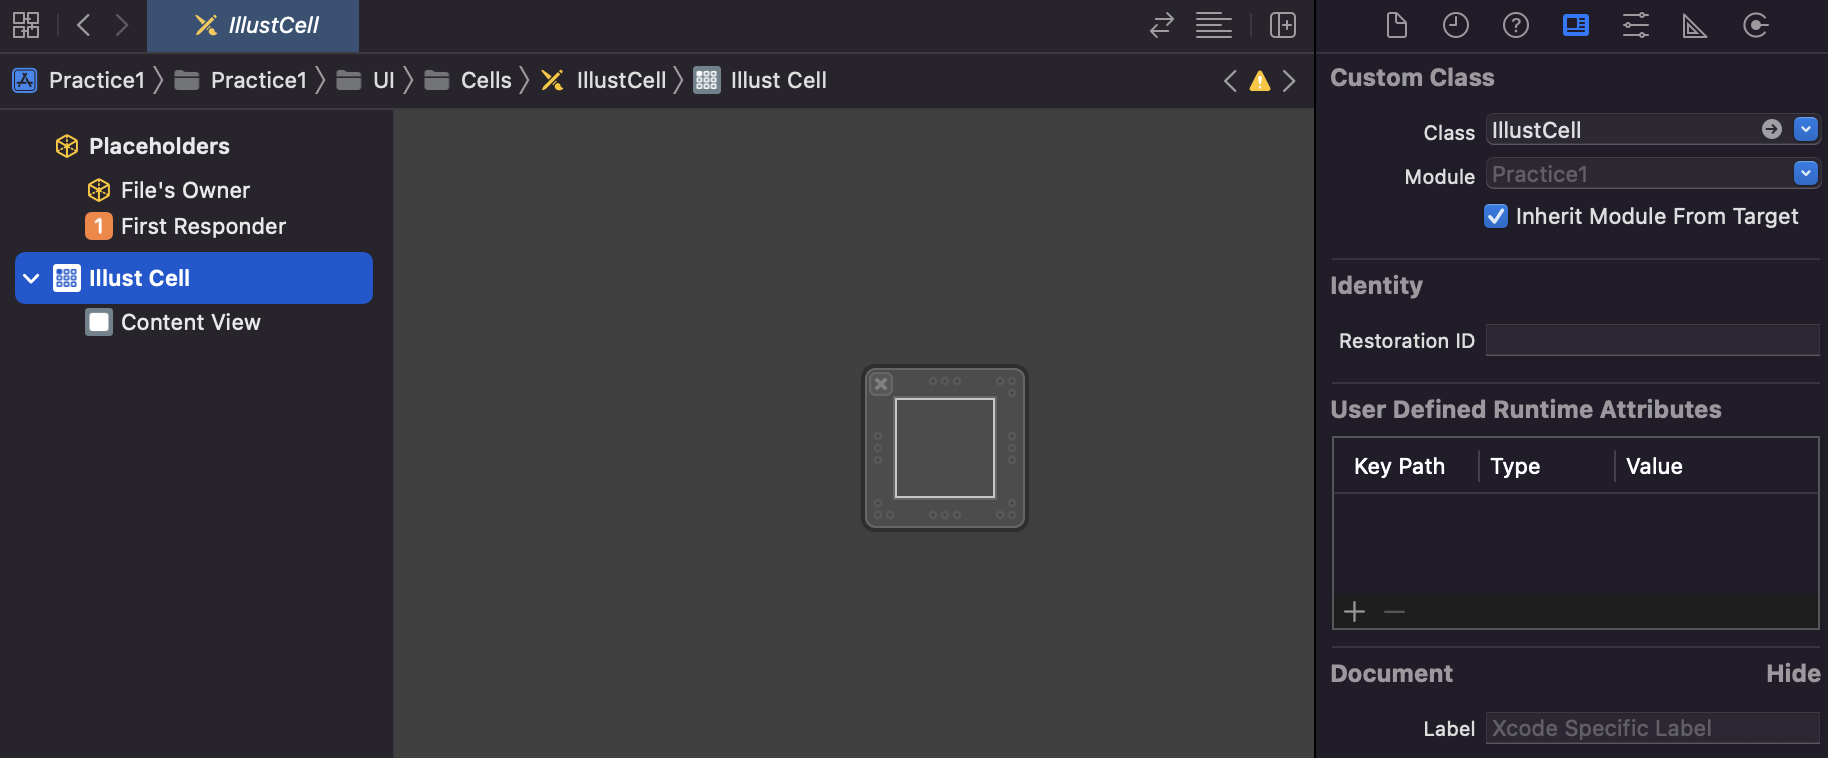 IllustCell
Practice1 Practice1 UI Cells IllustCell Illust Cell
Placeholders
File's Owner
1 First Responder
Illust Cell
Content View
Custom Class
Class IllustCell
Module Practice1
Inherit Module From Target
Identity
Restoration ID
User Defined Runtime Attributes
Key Path Type Value
Document Hide
Label Xcode Specific Label